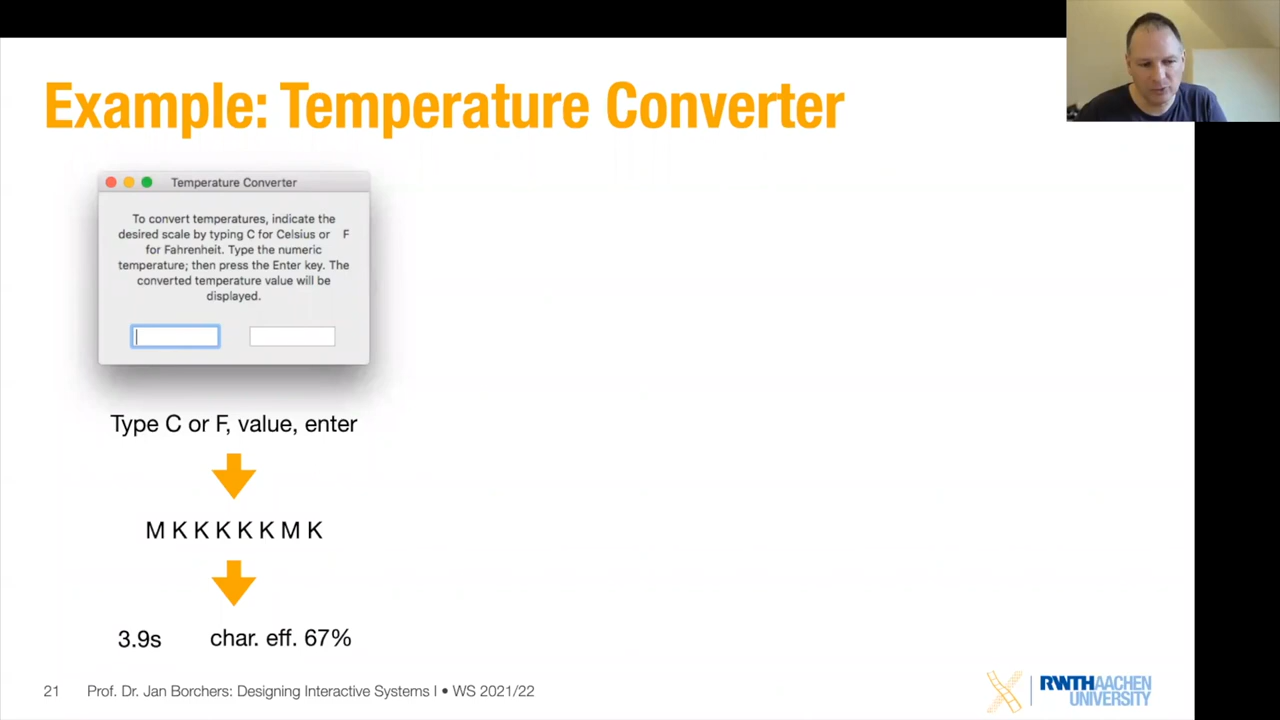 Example: Temperature Converter
Temperature Converter
To convert temperatures, indicate the
desired scale by typing C for Celsius or F
for Fahrenheit. Type the numeric
temperature; then press the Enter key. The
converted temperature value will be
displayed.
Type C or F, value, enter
M K K K K K M K
3.9s char. eff. 67%
21 Prof. Dr. Jan Borchers: Designing Interactive Systems I • WS 2021/22
RWTHAACHEN
UNIVERSITY